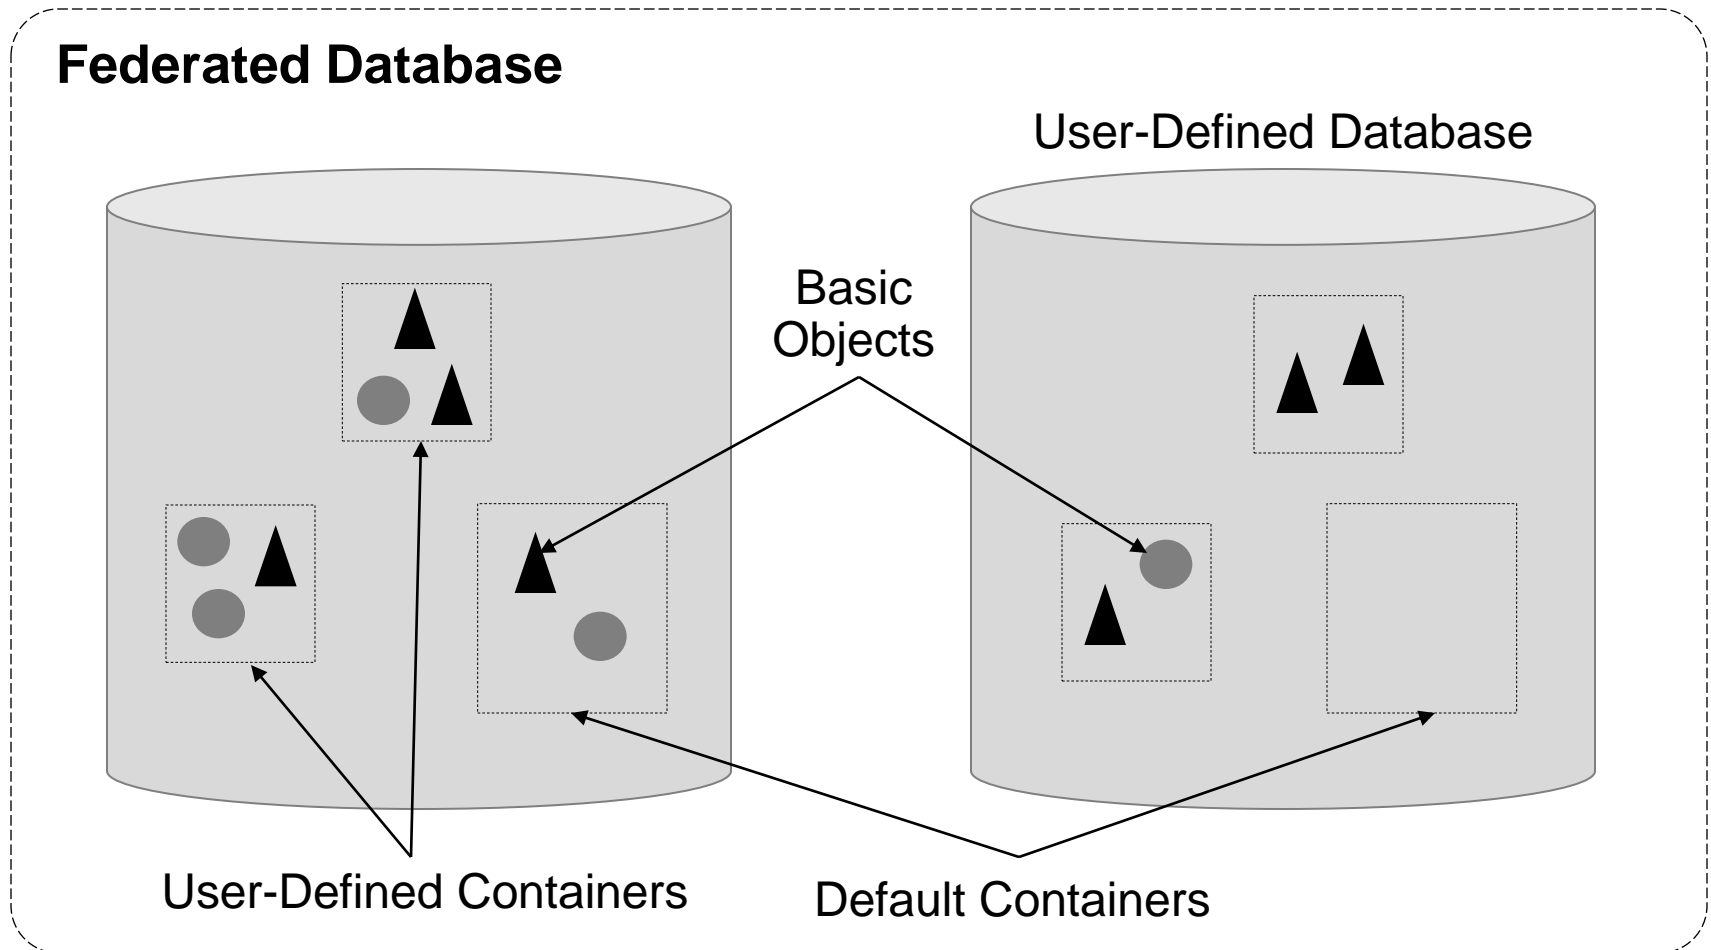 Federated Database
User-Defined Database
Basic
Objects
User-Defined Containers
Default Containers